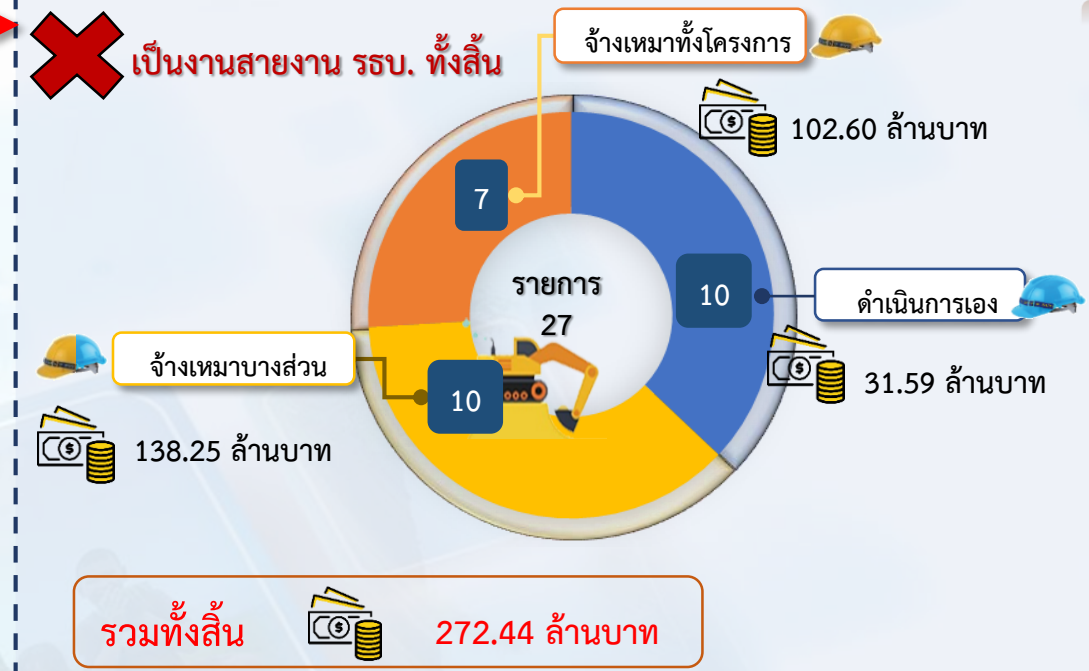 เป็นงานสายงาน รธบ. ทั้งสิ้น
จ้างเหมาทั้งโครงการ
102.60 ล้านบาท
7
รายการ
27
10
ดำเนินการเอง
31.59 ล้านบาท
จ้างเหมาบางส่วน
10
138.25 ล้านบาท
รวมทั้งสิ้น 272.44 ล้านบาท